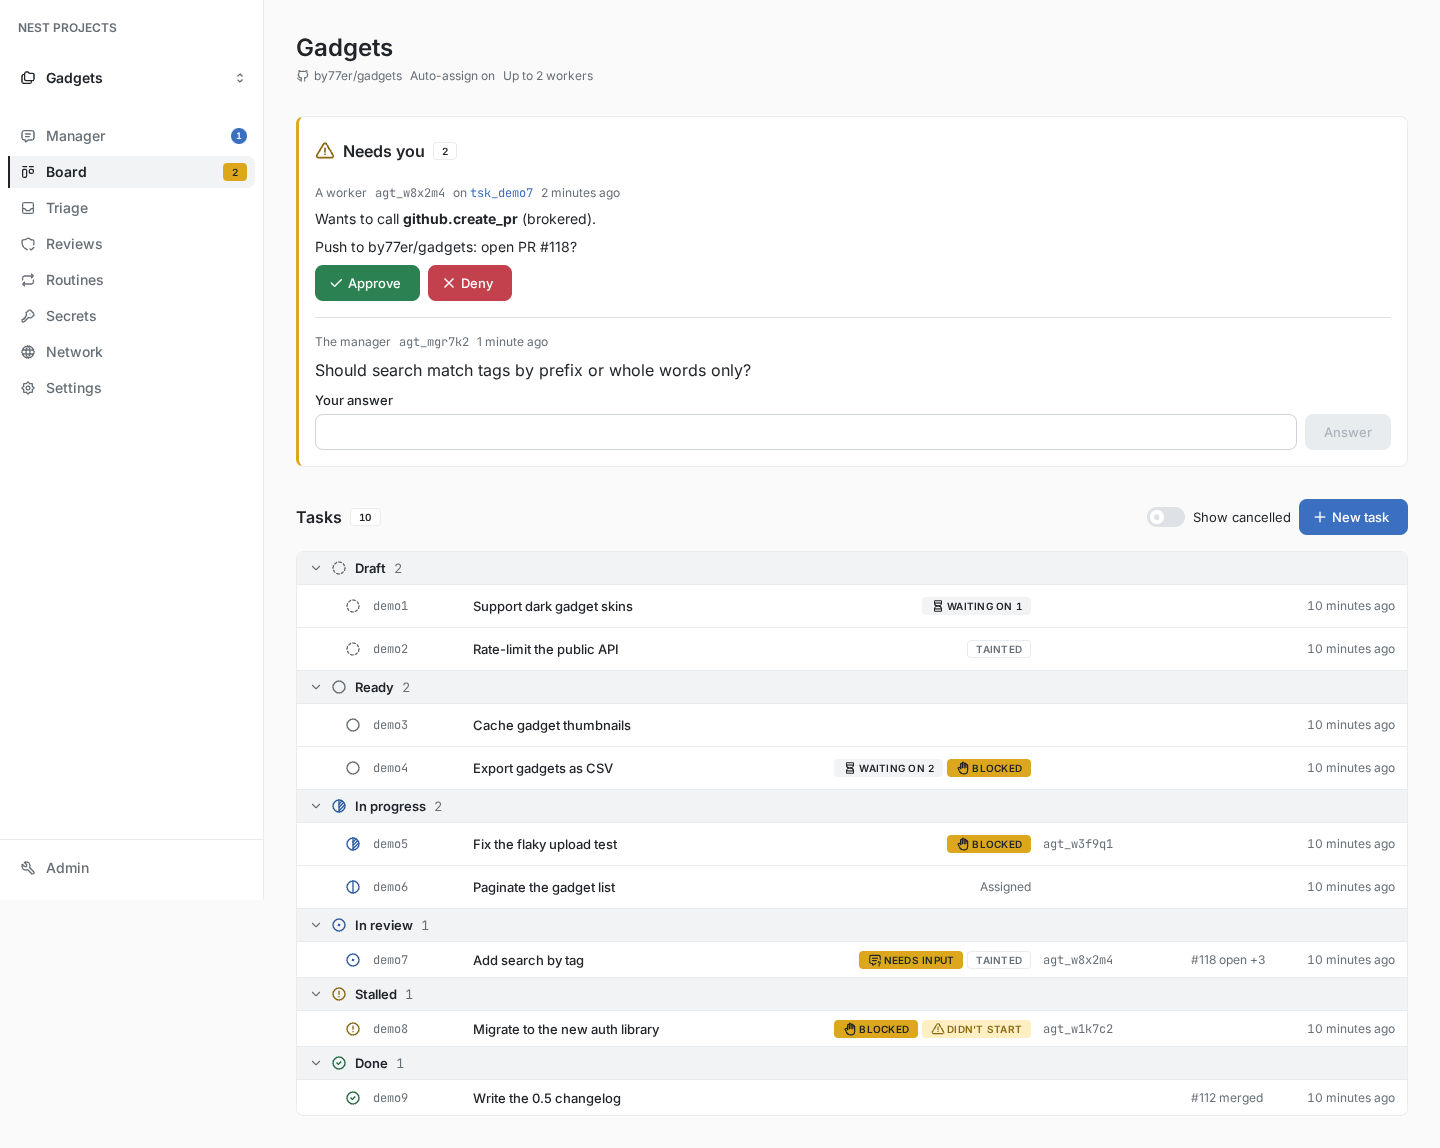 NEST PROJECTS
Gadgets
Manager 1
Board 2
Triage
Reviews
Routines
Secrets
Network
Settings
Admin
Gadgets
by77er/gadgets Auto-assign on Up to 2 workers
Needs you 2
A worker agt_w8x2m4 on tsk_demo7 2 minutes ago
Wants to call github.create_pr (brokered).
Push to by77er/gadgets: open PR #118?
Approve Deny
The manager agt_mgr7k2 1 minute ago
Should search match tags by prefix or whole words only?
Your answer
Answer
Tasks 10 Show cancelled New task
Draft 2
demo1 Support dark gadget skins WAITING ON 1 10 minutes ago
demo2 Rate-limit the public API TAINTED 10 minutes ago
Ready 2
demo3 Cache gadget thumbnails 10 minutes ago
demo4 Export gadgets as CSV WAITING ON 2 BLOCKED 10 minutes ago
In progress 2
demo5 Fix the flaky upload test BLOCKED agt_w3f9q1 10 minutes ago
demo6 Paginate the gadget list Assigned 10 minutes ago
In review 1
demo7 Add search by tag NEEDS INPUT TAINTED agt_w8x2m4 #118 open +3 10 minutes ago
Stalled 1
demo8 Migrate to the new auth library BLOCKED DIDN'T START agt_w1k7c2 10 minutes ago
Done 1
demo9 Write the 0.5 changelog #112 merged 10 minutes ago